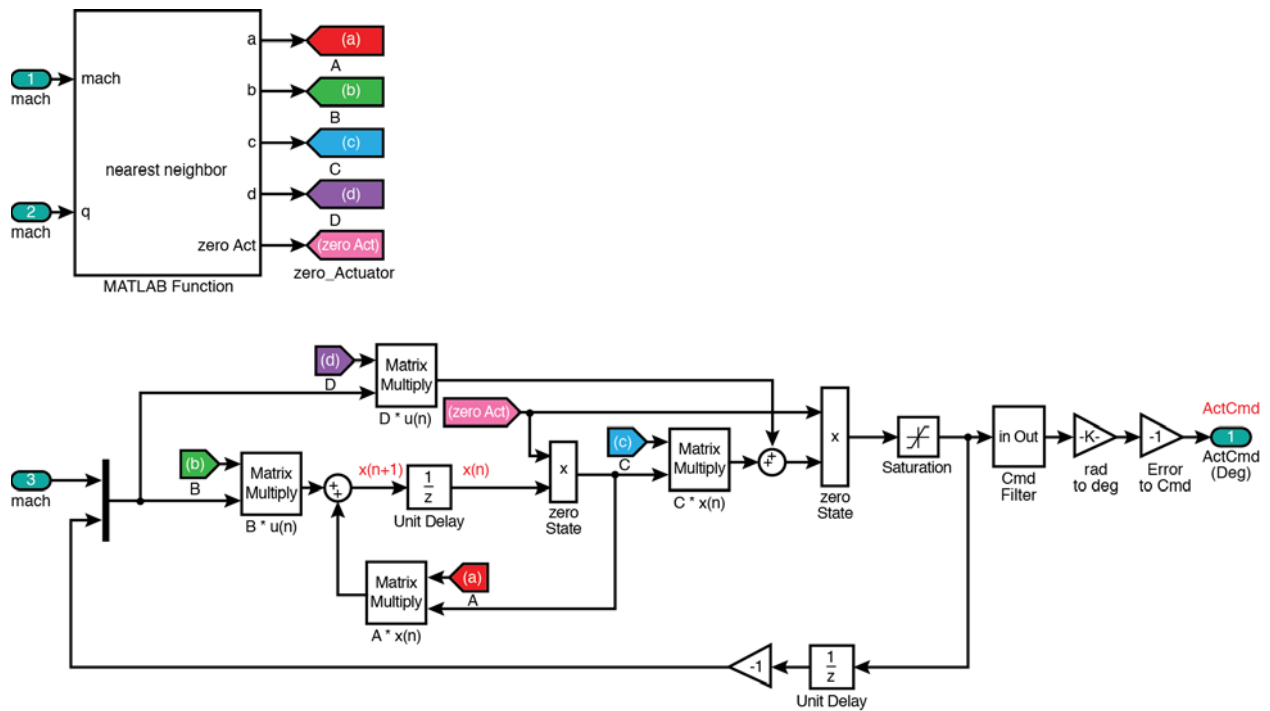 a
(a)
A
1
mach
mach
b
(b)
B
c
(c)
C
nearest neighbor
d
(d)
D
2
mach
q
zero Act
(zero Act)
zero_Actuator
MATLAB Function
(d)
D
Matrix
Multiply
D * u(n)
(zero Act)
(b)
B
Matrix
Multiply
B * u(n)
+
+
x(n+1)
1
z
Unit Delay
x(n)
x
zero
State
(c)
C
Matrix
Multiply
C * x(n)
+
+
x
zero
State
Saturation
in Out
Cmd
Filter
-K-
rad
to deg
-1
Error
to Cmd
ActCmd
1
ActCmd
(Deg)
3
mach
Matrix
Multiply
A * x(n)
(a)
A
-1
1
z
Unit Delay